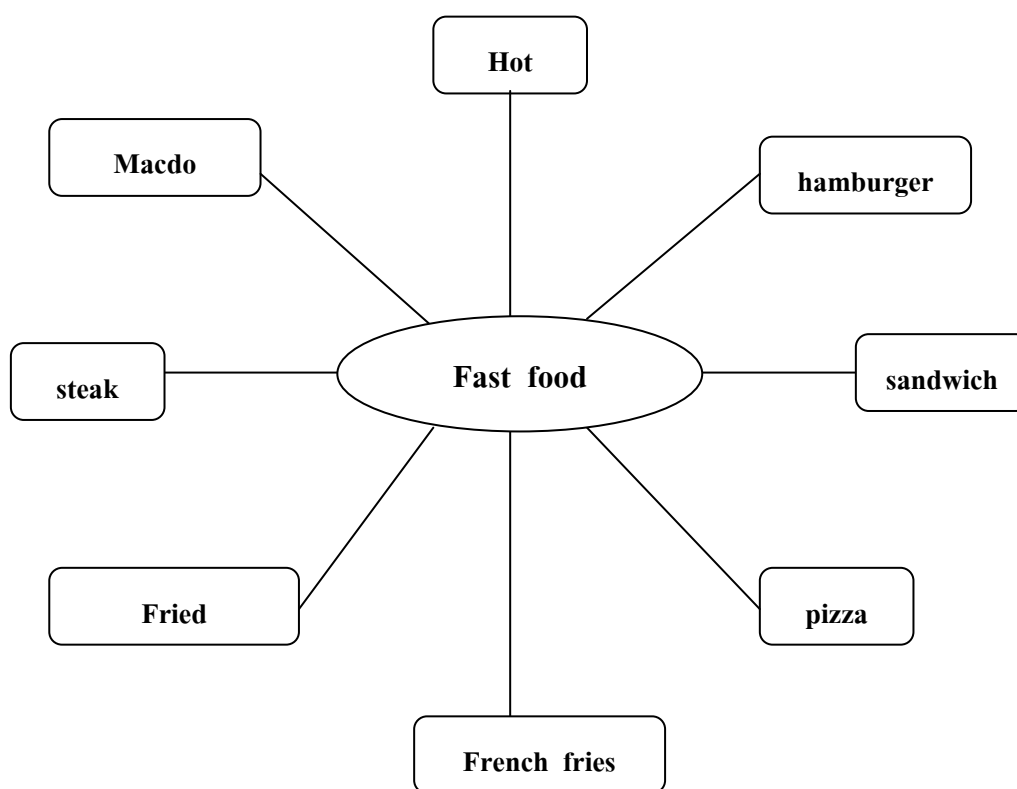 Hot
Macdo
hamburger
Fast food
steak
sandwich
Fried
pizza
French fries